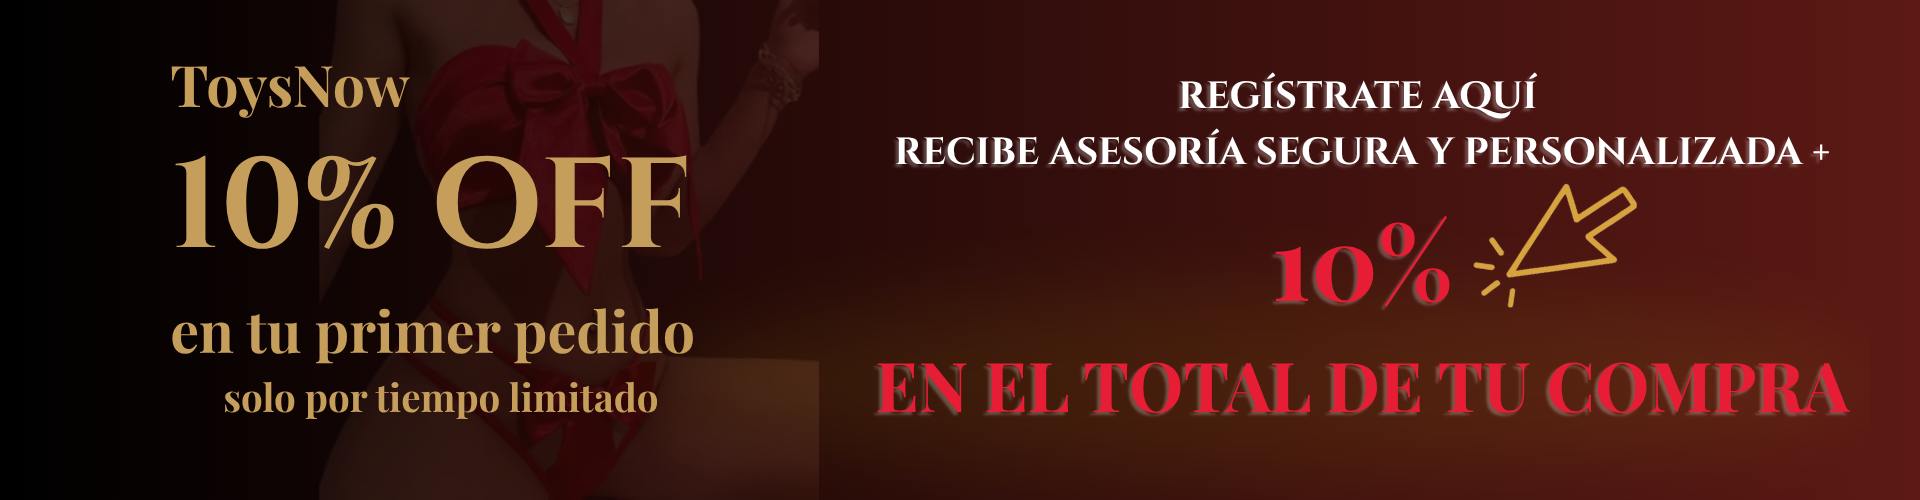 ToysNow
10% OFF
en tu primer pedido
solo por tiempo limitado
REGÍSTRATE AQUÍ
RECIBE ASESORÍA SEGURA Y PERSONALIZADA +
10%
EN EL TOTAL DE TU COMPRA